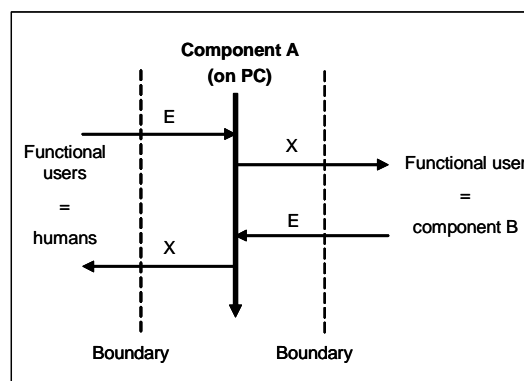 Component A
(on PC)
E
X
Functional
users
=
humans
Functional user
=
component B
E
X
Boundary
Boundary